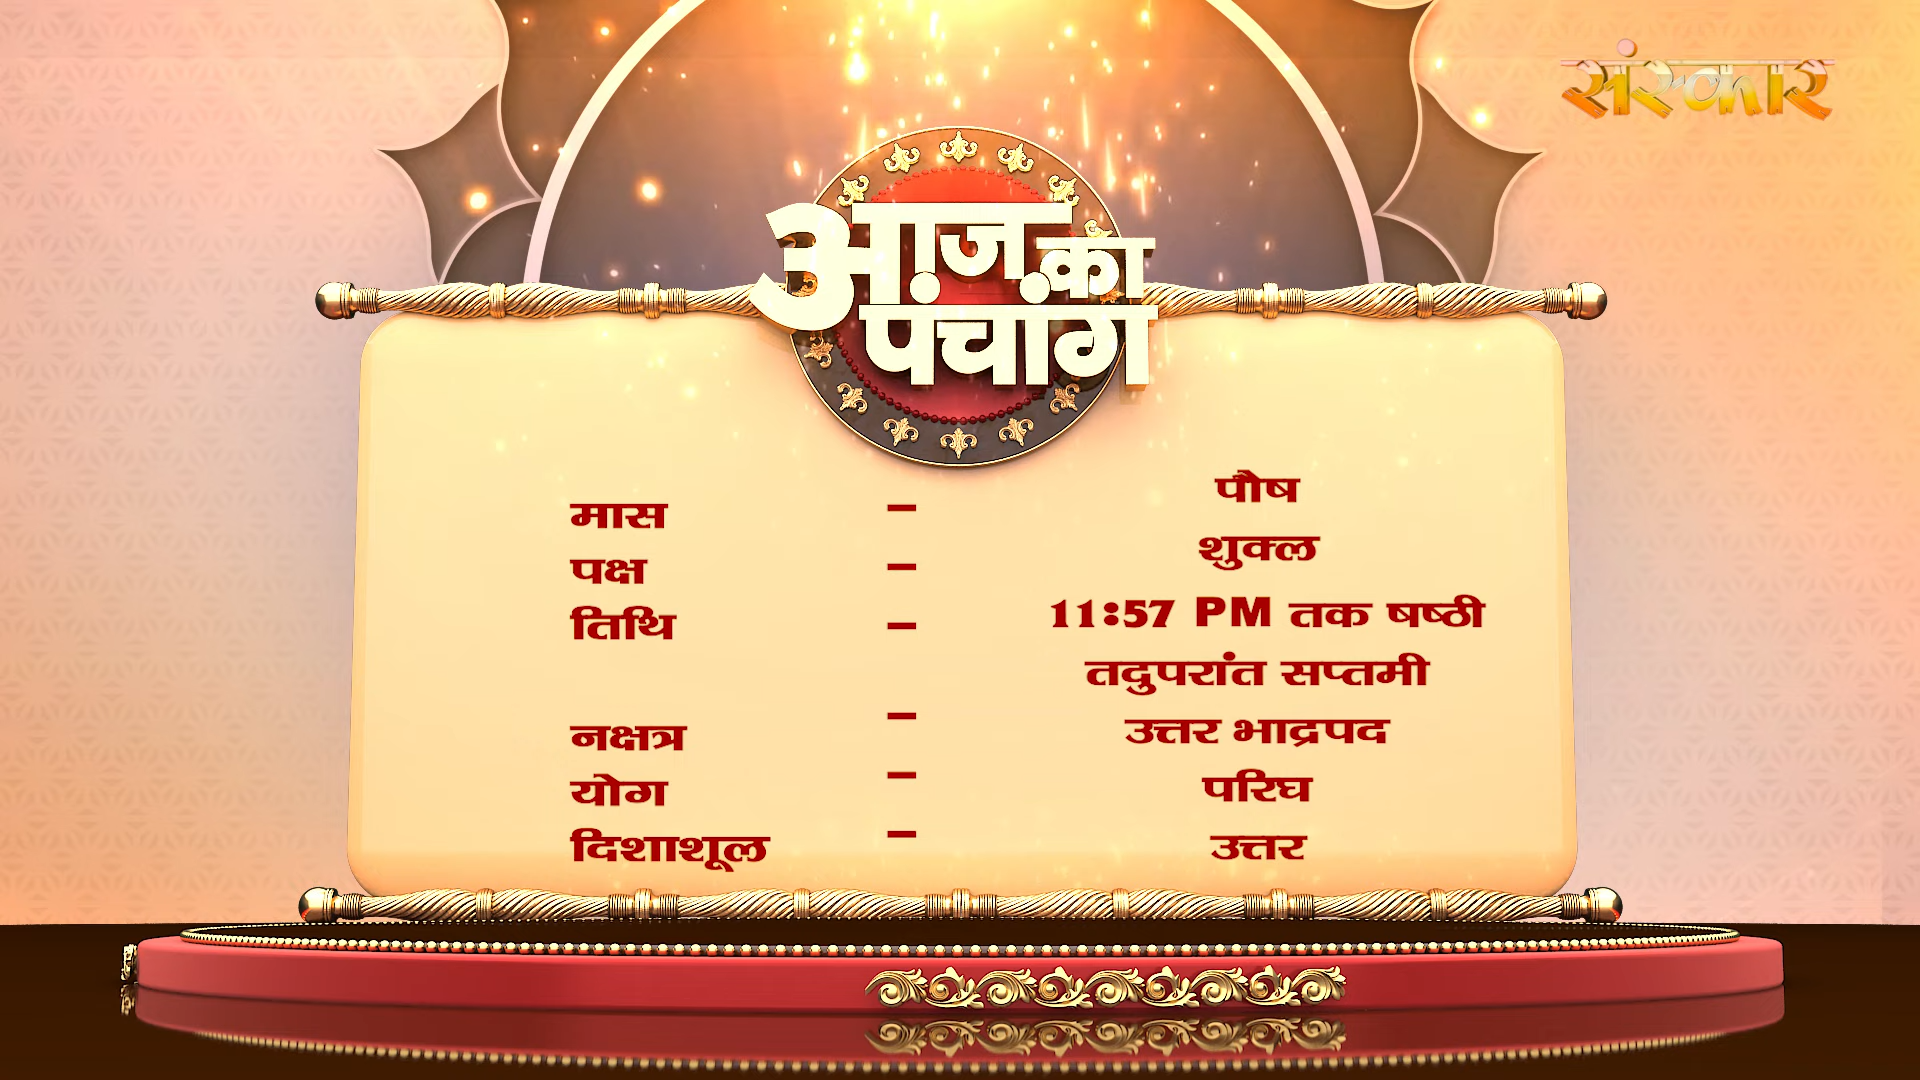 संस्कार
आज का
पंचांग
मास – पौष
पक्ष – शुक्ल
तिथि – 11:57 PM तक षष्ठी
तदुपरांत सप्तमी
नक्षत्र – उत्तर भाद्रपद
योग – परिघ
दिशाशूल – उत्तर